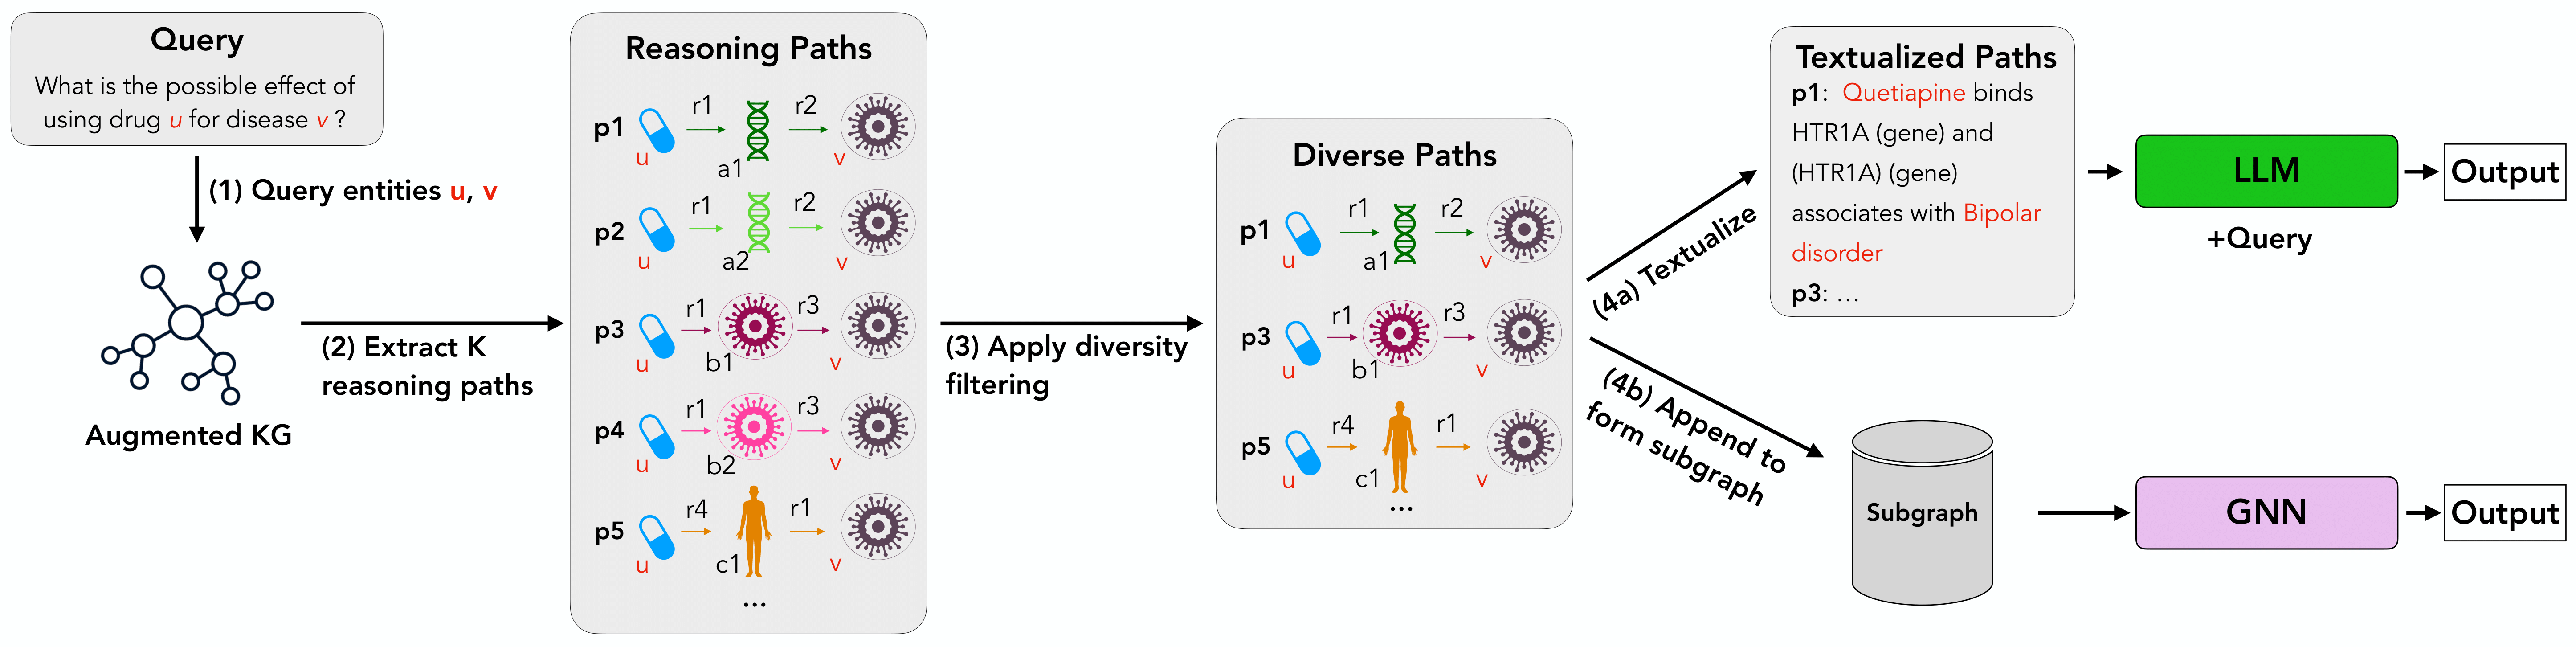 Query
What is the possible effect of
using drug u for disease v ?
(1) Query entities u, v
Augmented KG
(2) Extract K
reasoning paths
Reasoning Paths
p1 u r1 a1 r2 v
p2 u r1 a2 r2 v
p3 u r1 b1 r3 v
p4 u r1 b2 r3 v
p5 u r4 c1 r1 v
...
(3) Apply diversity
filtering
Diverse Paths
p1 u r1 a1 r2 v
p3 u r1 b1 r3 v
p5 u r4 c1 r1 v
...
(4a) Textualize
Textualized Paths
p1: Quetiapine binds
HTR1A (gene) and
(HTR1A) (gene)
associates with Bipolar
disorder
p3: ...
LLM
+Query
Output
(4b) Append to
form subgraph
Subgraph
GNN
Output